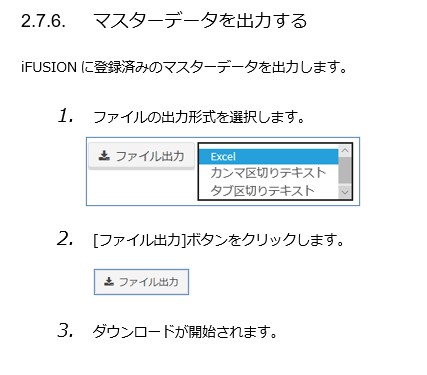 2.7.6. マスターデータを出力する
iFUSION に登録済みのマスターデータを出力します。
1. ファイルの出力形式を選択します。
ファイル出力 Excel
カンマ区切りテキスト
タブ区切りテキスト
2. [ファイル出力]ボタンをクリックします。
ファイル出力
3. ダウンロードが開始されます。